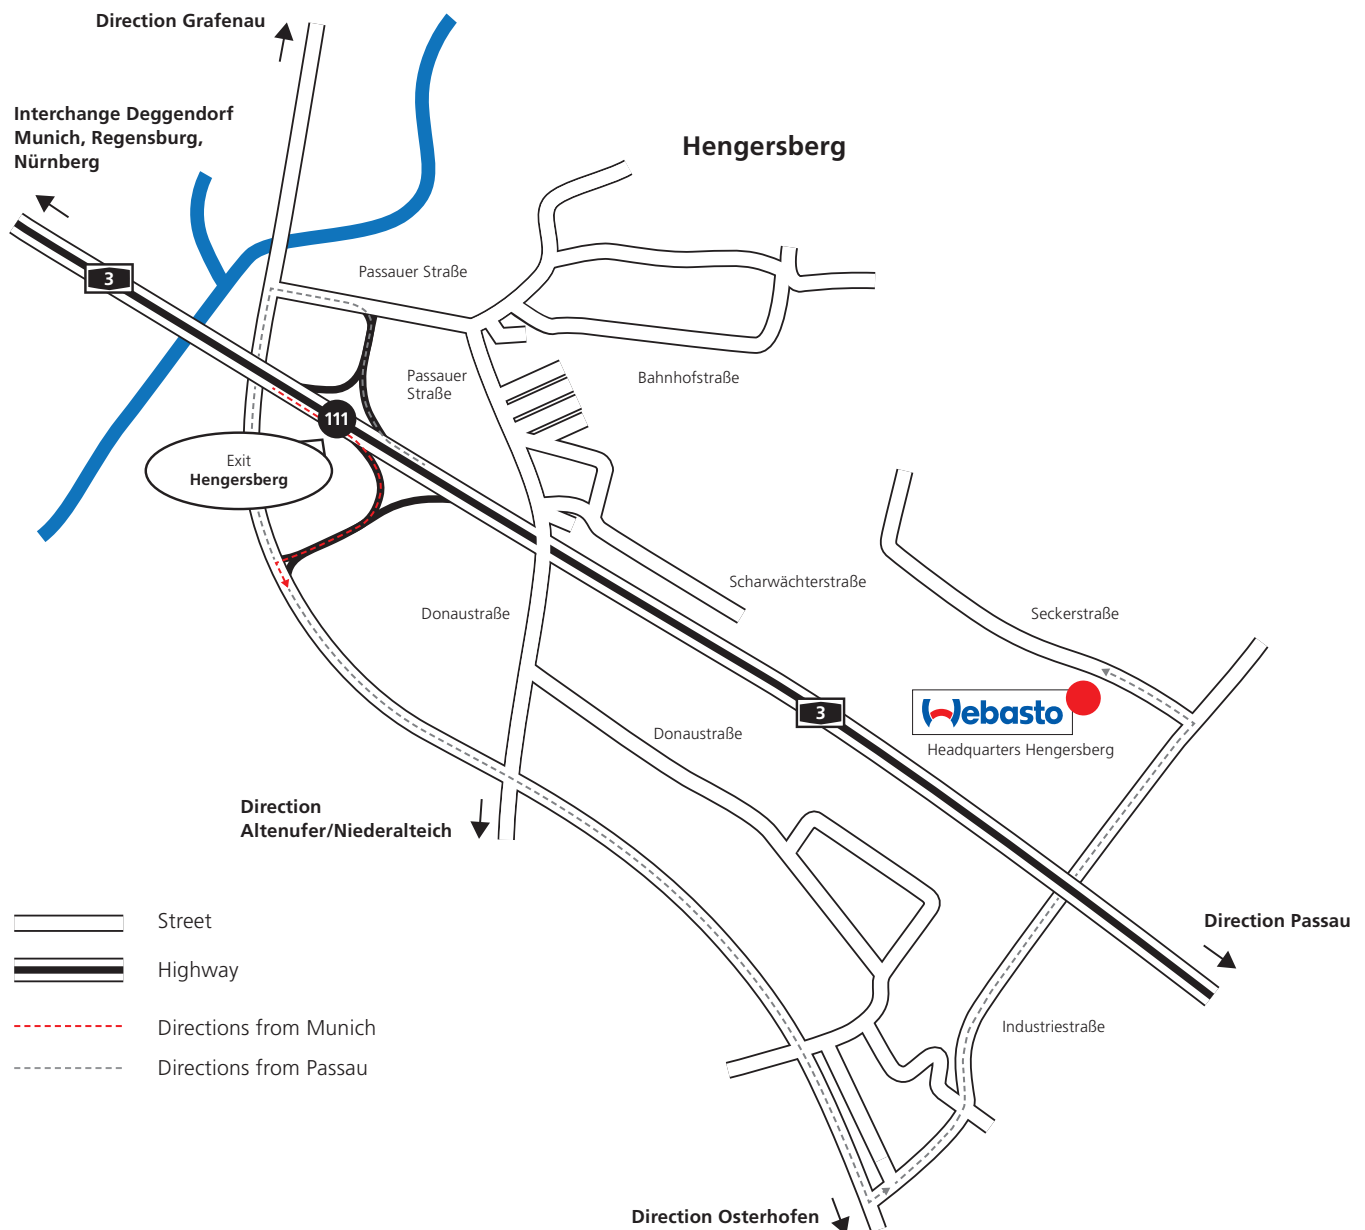 Direction Grafenau
Interchange Deggendorf
Munich, Regensburg,
Nürnberg
Hengersberg
3
Passauer Straße
Passauer
Straße
Bahnhofstraße
111
Exit
Hengersberg
Scharwächterstraße
Donaustraße
Seckerstraße
3
Webasto
Donaustraße
Headquarters Hengersberg
Direction
Altenufer/Niederalteich
Street
Direction Passau
Highway
Industriestraße
Directions from Munich
Directions from Passau
Direction Osterhofen